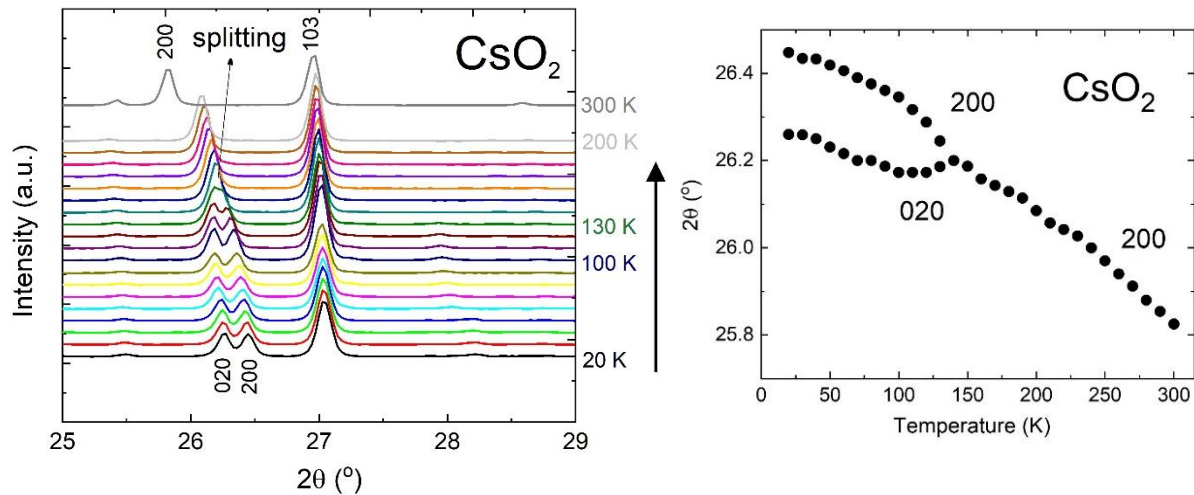 CsO₂
splitting
200
103
300 K
200 K
130 K
100 K
20 K
020
200
Intensity (a.u.)
25
26
27
28
29
2θ (º)
CsO₂
26.4
26.2
26.0
25.8
200
020
200
2θ (º)
0
50
100
150
200
250
300
Temperature (K)